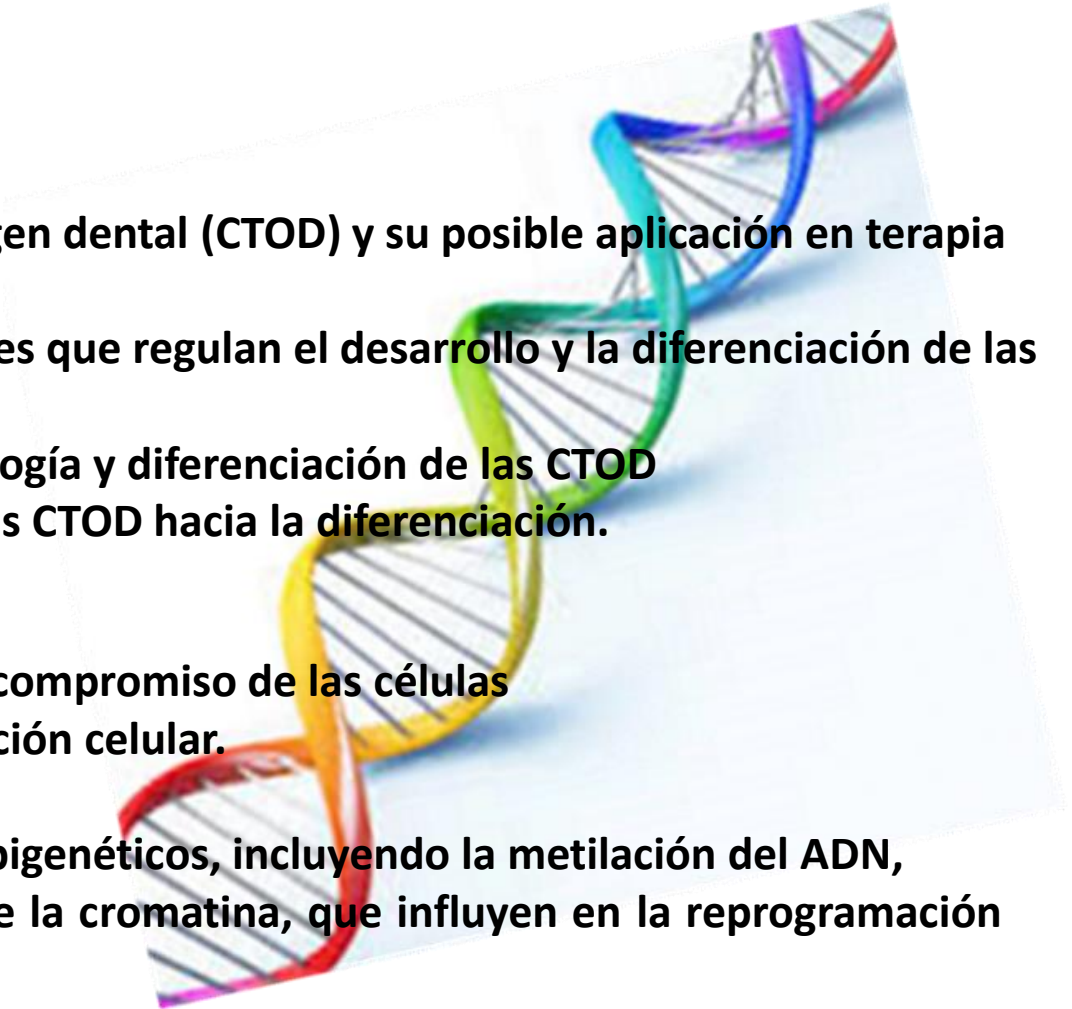 gen dental (CTOD) y su posible aplicación en terapia
es que regulan el desarrollo y la diferenciación de las
ogía y diferenciación de las CTOD
s CTOD hacia la diferenciación.
compromiso de las células
ción celular.
pigenéticos, incluyendo la metilación del ADN,
e la cromatina, que influyen en la reprogramación